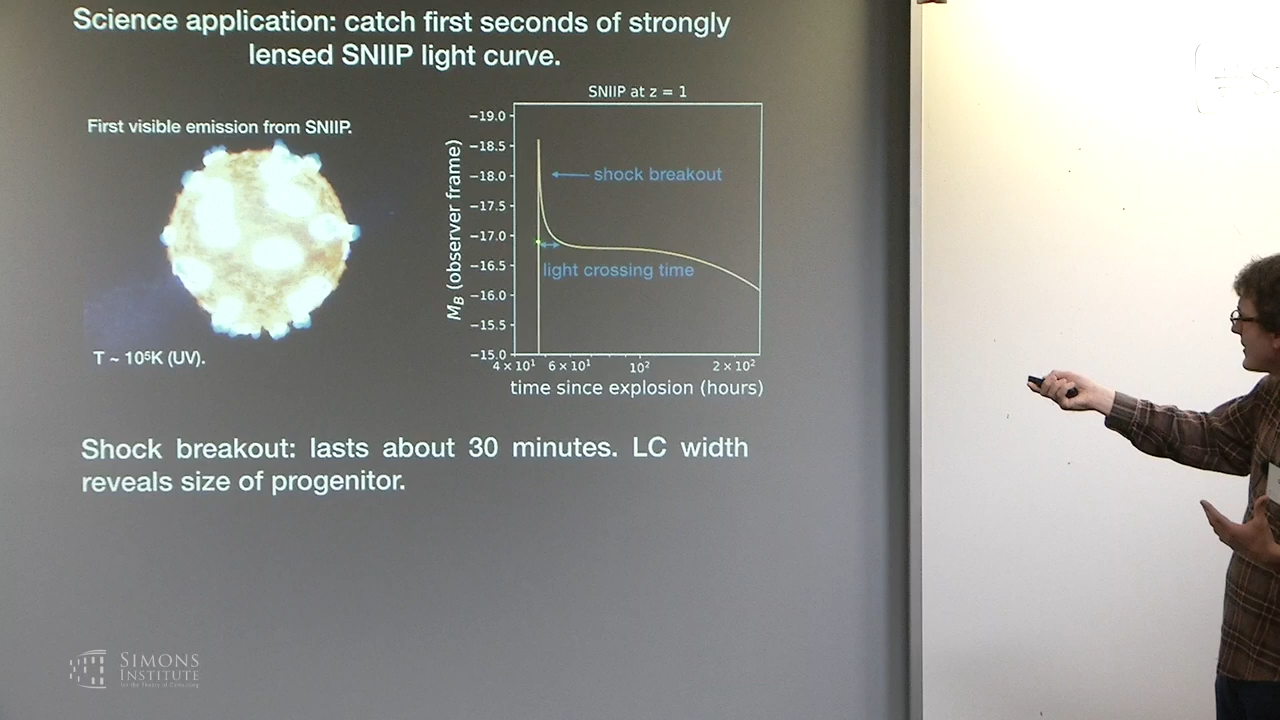 Science application: catch first seconds of strongly
lensed SNIIP light curve.
First visible emission from SNIIP.
T ~ 10⁵K (UV).
SNIIP at z = 1
M_B (observer frame)
−19.0
−18.5
−18.0
−17.5
−17.0
−16.5
−16.0
−15.5
−15.0
shock breakout
light crossing time
4 × 10¹ 6 × 10¹ 10² 2 × 10²
time since explosion (hours)
Shock breakout: lasts about 30 minutes. LC width
reveals size of progenitor.
SIMONS
INSTITUTE
for the Theory of Computing